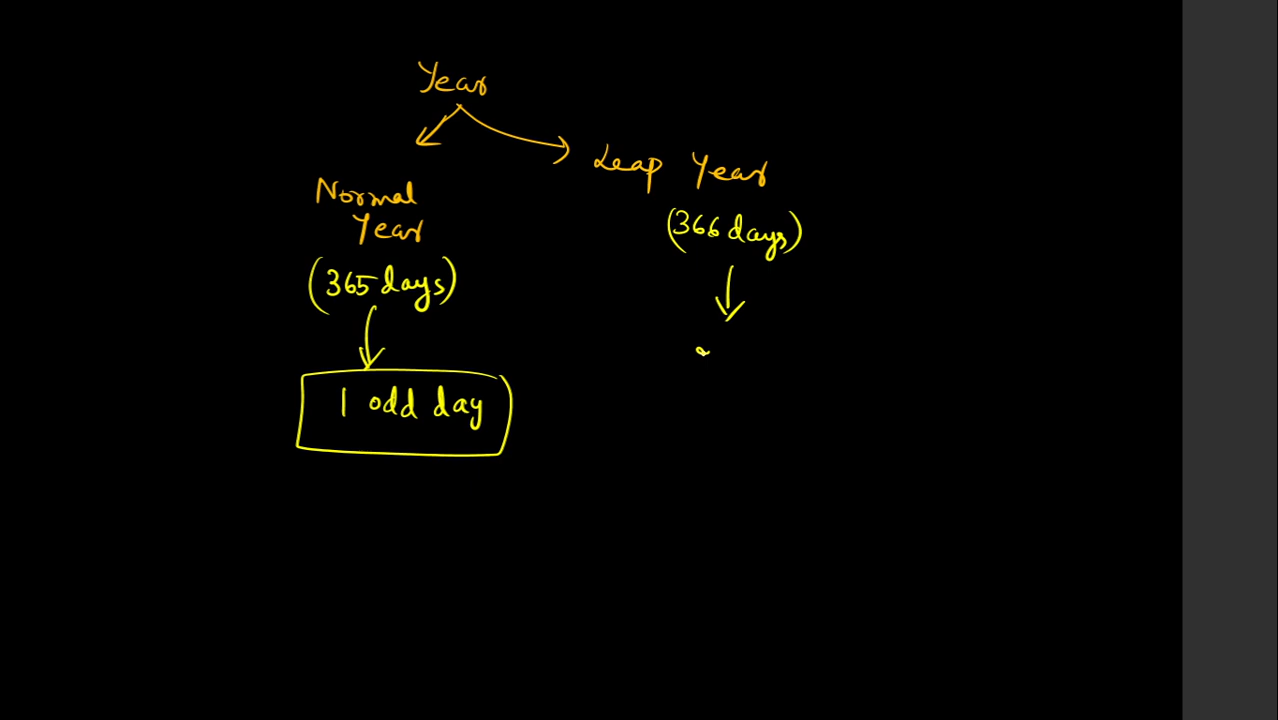 Year
Leap Year
Normal
Year
(366 days)
(365 days)
1 odd day